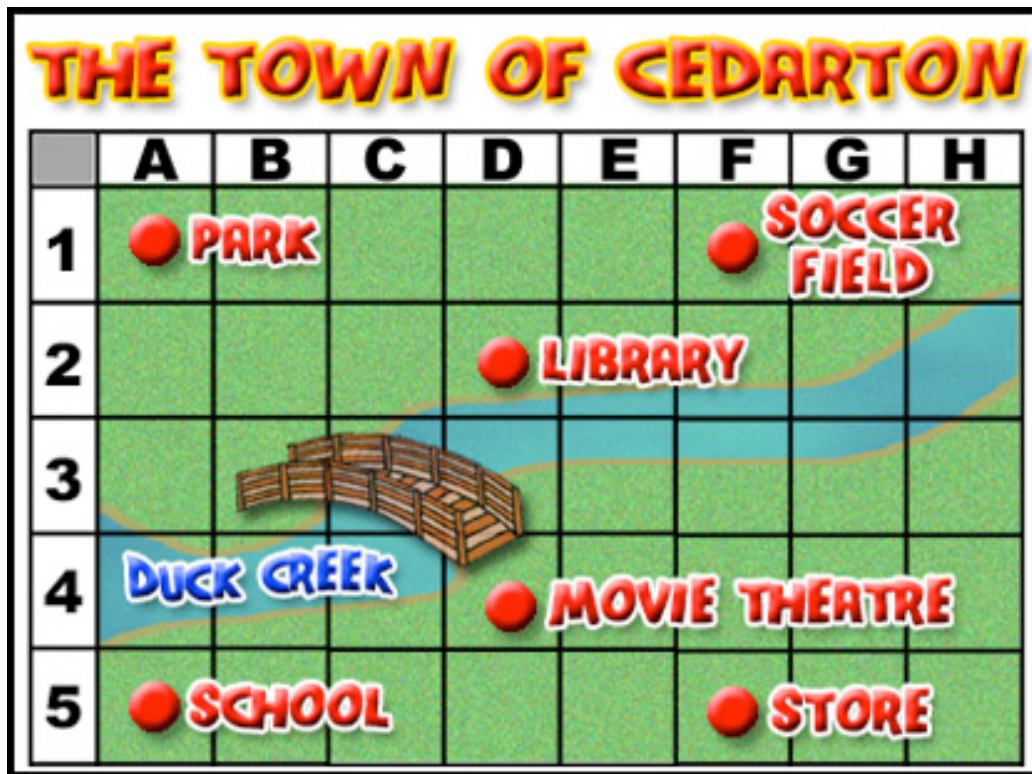 THE TOWN OF CEDARTON
A B C D E F G H
1 PARK SOCCER
FIELD
2 LIBRARY
3
4 DUCK CREEK MOVIE THEATRE
5 SCHOOL STORE